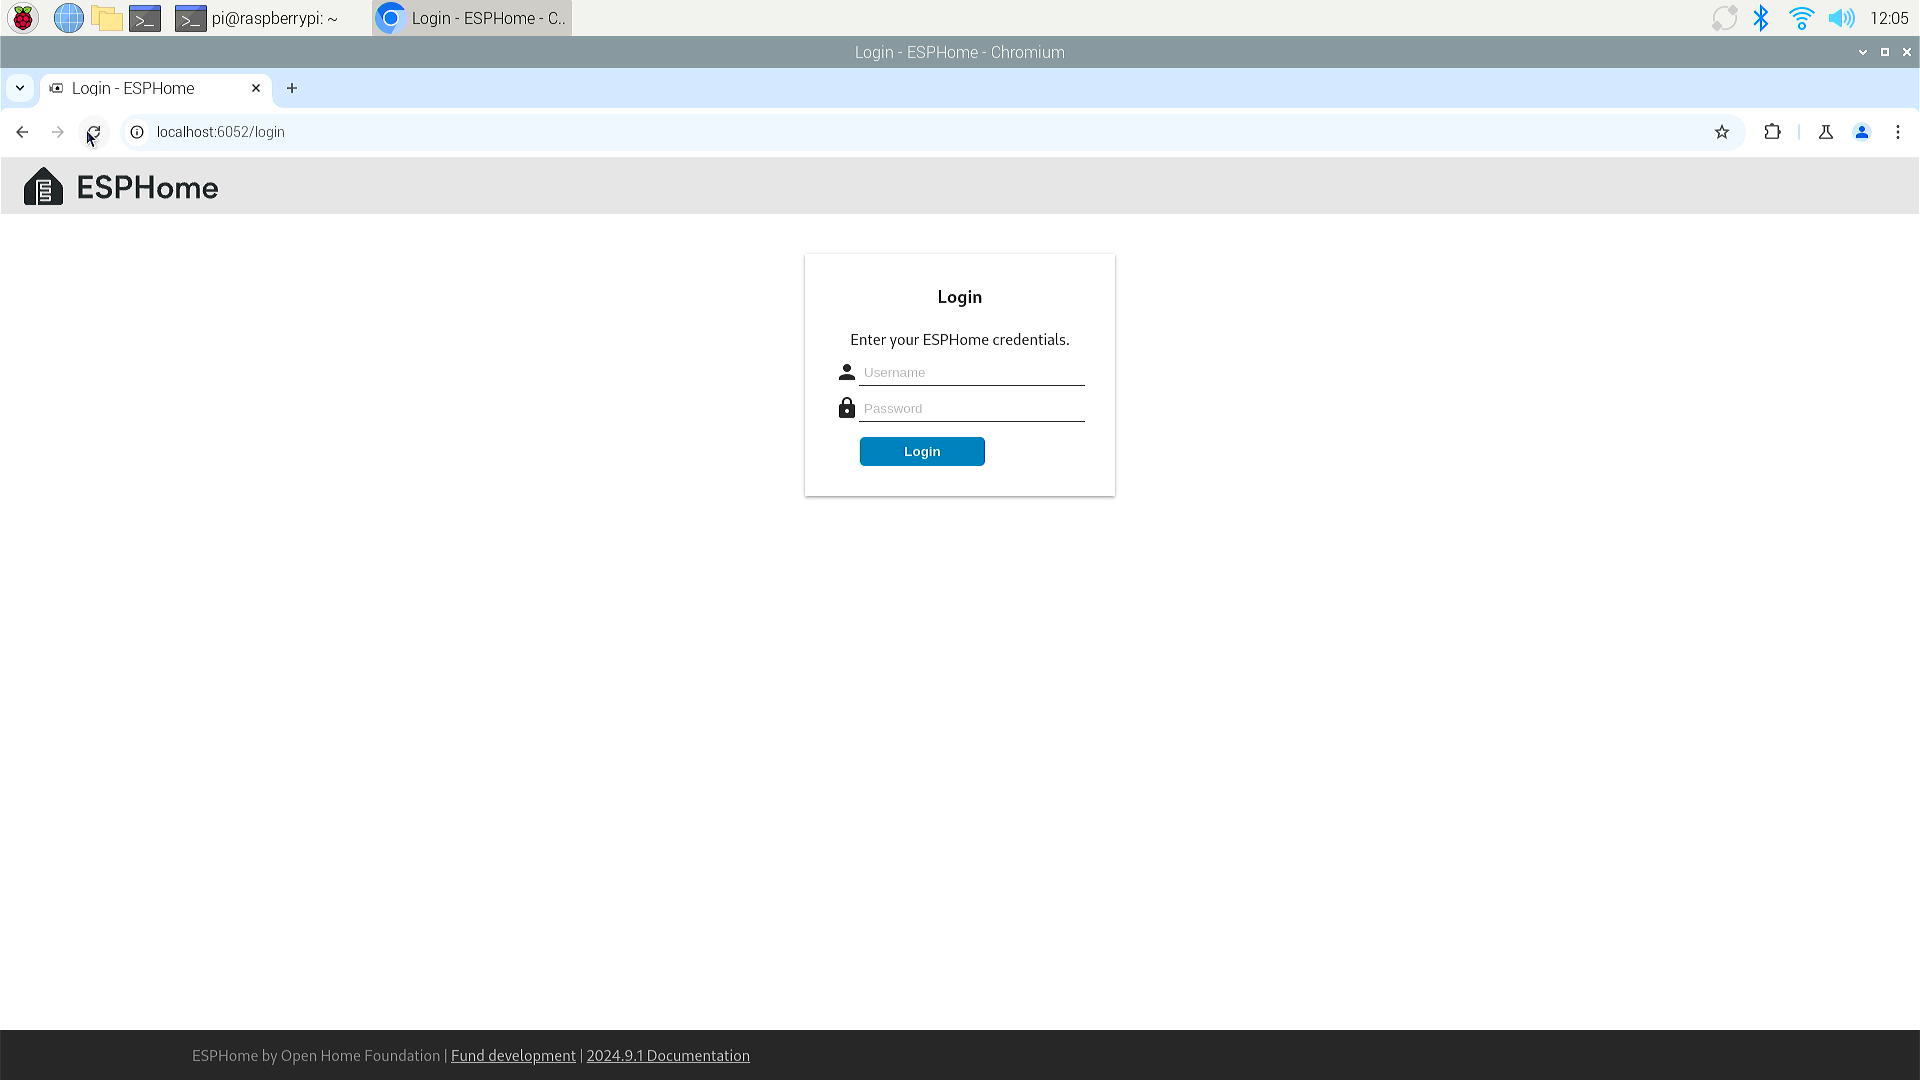 pi@raspberrypi: ~
Login - ESPHome - C..
12:05
Login - ESPHome - Chromium
Login - ESPHome
localhost:6052/login
ESPHome
Login
Enter your ESPHome credentials.
Username
Password
Login
ESPHome by Open Home Foundation | Fund development | 2024.9.1 Documentation